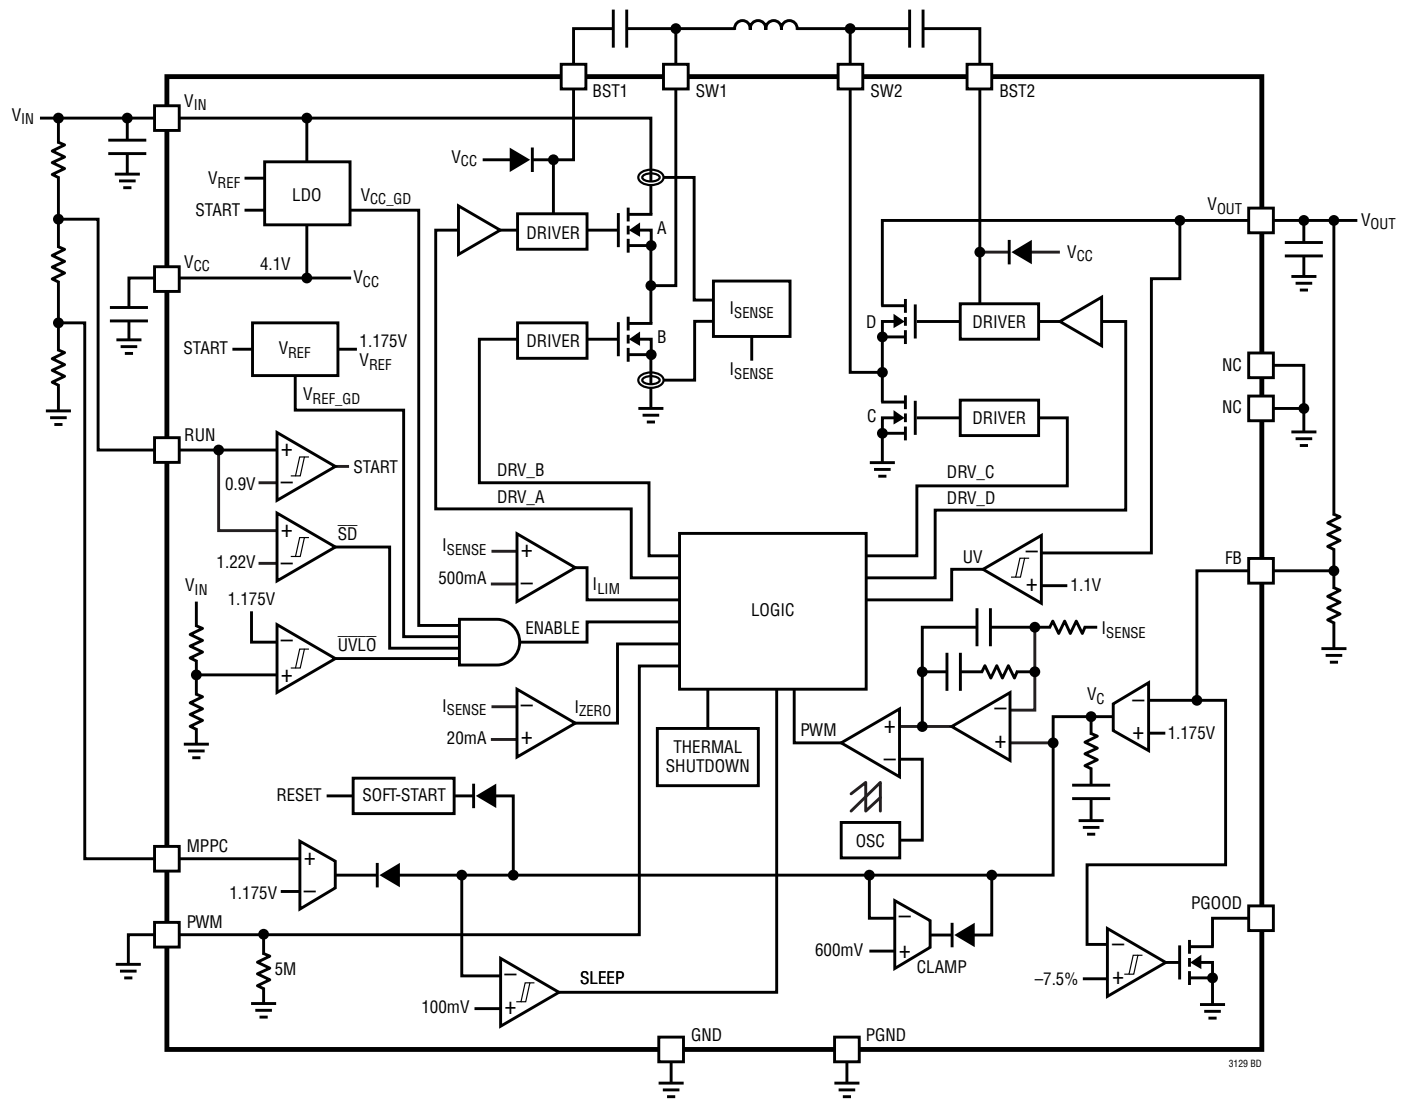 BST1
SW1
SW2
BST2
VIN
VIN
VREF
START
LDO
VCC_GD
VCC
DRIVER
A
VOUT
VOUT
VCC
VCC
4.1V
VCC
ISENSE
ISENSE
D
DRIVER
START
VREF
1.175V
VREF
DRIVER
B
VREF_GD
NC
NC
C
DRIVER
RUN
START
0.9V
DRV_B
DRV_A
DRV_C
DRV_D
SD
1.22V
ISENSE
500mA
ILIM
UV
1.1V
FB
VIN
1.175V
UVLO
ENABLE
LOGIC
ISENSE
ISENSE
20mA
IZERO
THERMAL
SHUTDOWN
PWM
VC
1.175V
RESET
SOFT-START
OSC
MPPC
1.175V
PWM
5M
600mV
CLAMP
PGOOD
–7.5%
100mV
SLEEP
GND
PGND
3129 BD